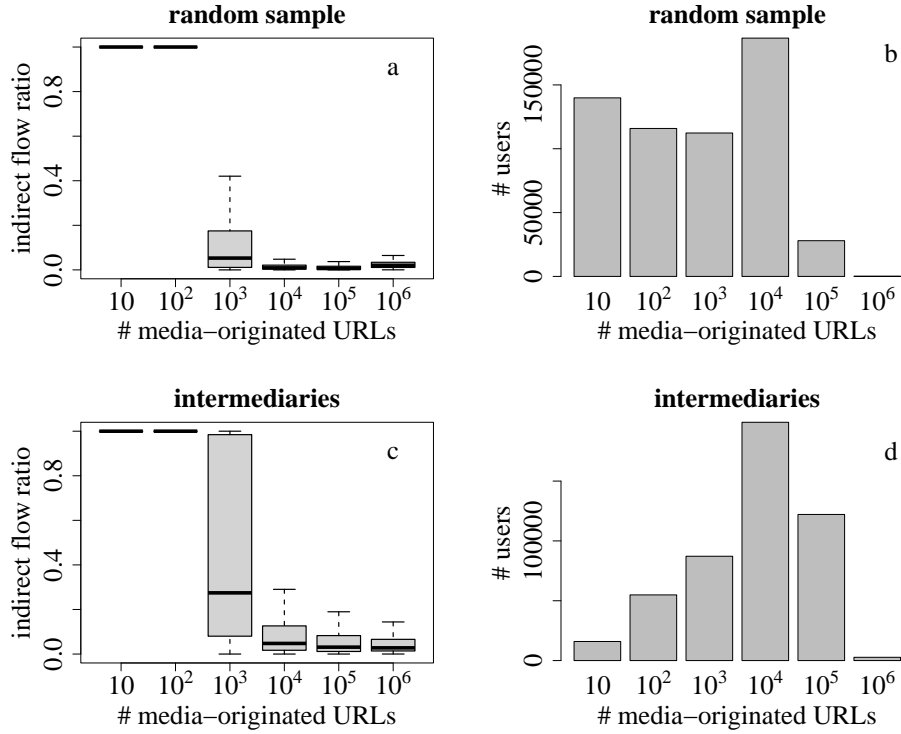 random sample
a
indirect flow ratio
0.0 0.4 0.8
10 10² 10³ 10⁴ 10⁵ 10⁶
# media−originated URLs
random sample
b
# users
0 50000 150000
10 10² 10³ 10⁴ 10⁵ 10⁶
# media−originated URLs
intermediaries
c
indirect flow ratio
0.0 0.4 0.8
10 10² 10³ 10⁴ 10⁵ 10⁶
# media−originated URLs
intermediaries
d
# users
0 100000
10 10² 10³ 10⁴ 10⁵ 10⁶
# media−originated URLs